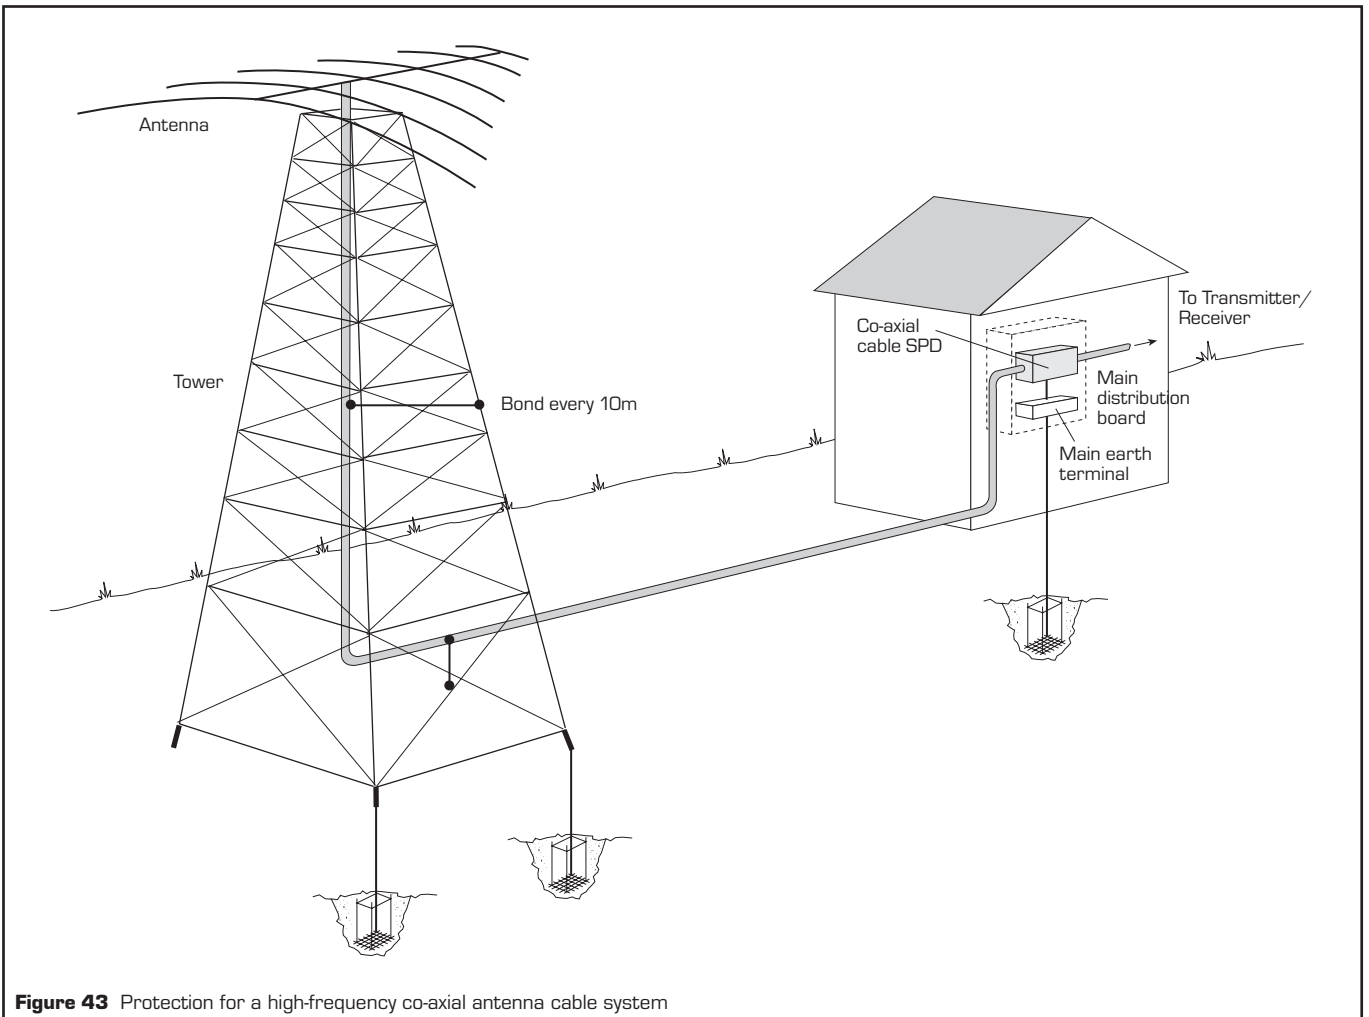 Antenna
To Transmitter/
Receiver
Co-axial
cable SPD
Tower
Main
distribution
board
Bond every 10m
Main earth
terminal
Figure 43 Protection for a high-frequency co-axial antenna cable system